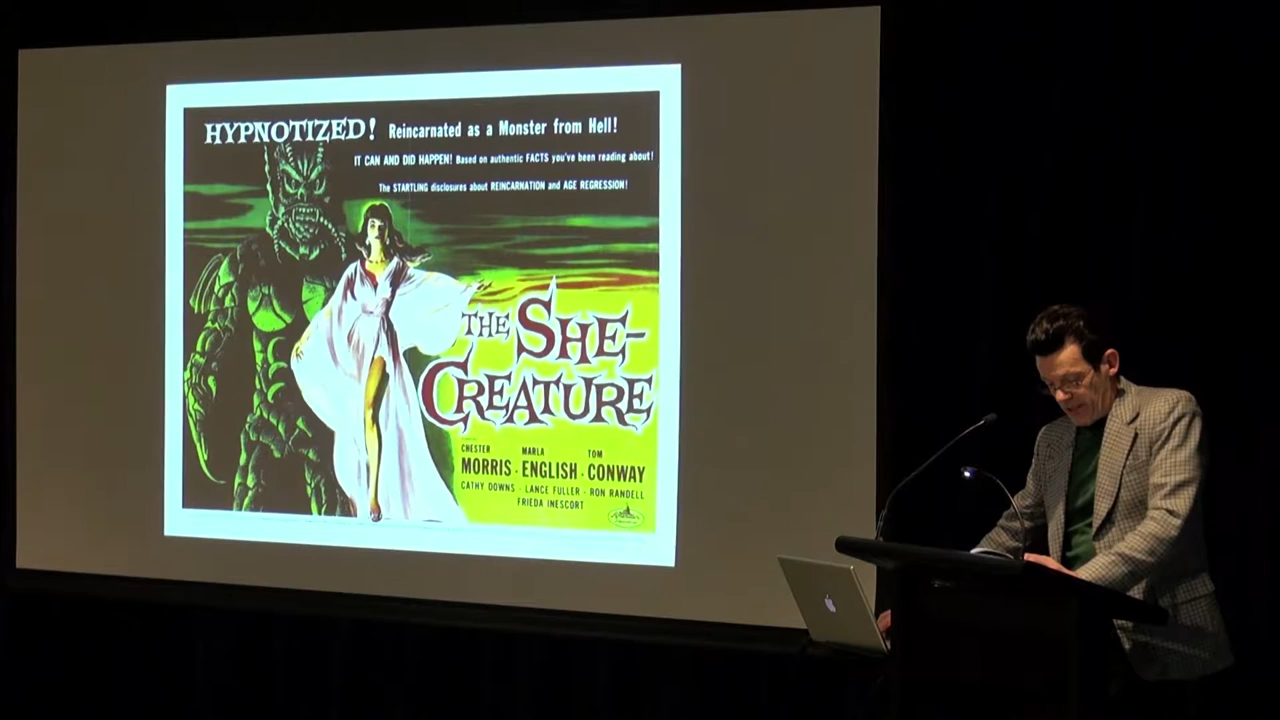 HYPNOTIZED! Reincarnated as a Monster from Hell!
IT CAN AND DID HAPPEN! Based on authentic FACTS you've been reading about!
The STARTLING disclosures about REINCARNATION and AGE REGRESSION!
THE SHE-
CREATURE
CHESTER MARLA TOM
MORRIS · ENGLISH · CONWAY
CATHY DOWNS · LANCE FULLER · RON RANDELL
FRIEDA INESCORT